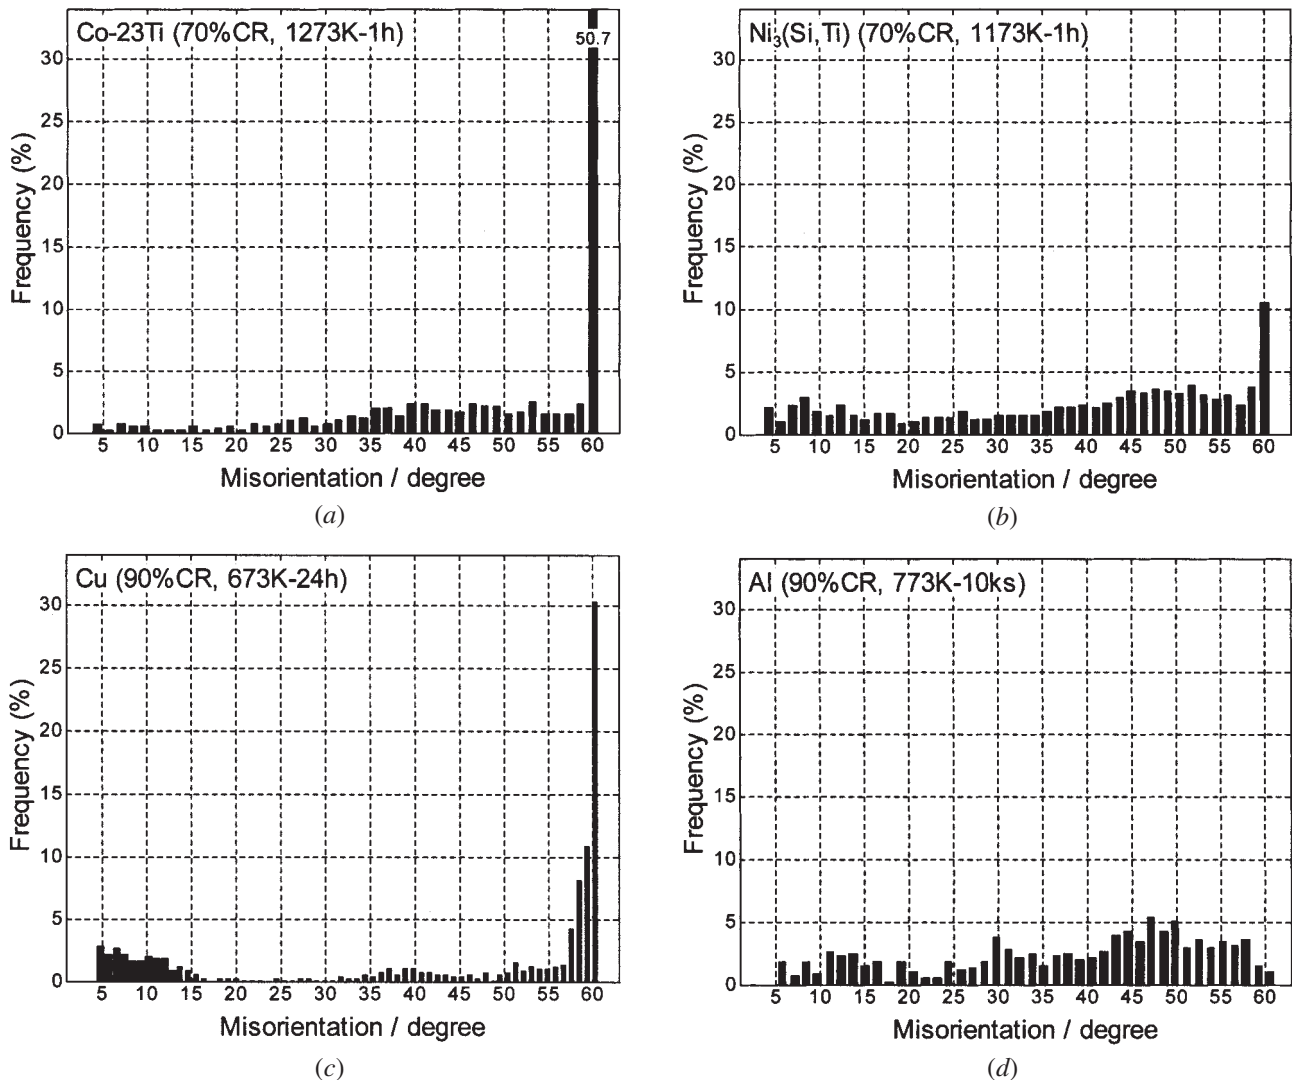 Co-23Ti (70%CR, 1273K-1h)
50.7
30
25
20
15
10
5
0
Frequency (%)
5 10 15 20 25 30 35 40 45 50 55 60
Misorientation / degree
(a)
Ni₃(Si,Ti) (70%CR, 1173K-1h)
30
25
20
15
10
5
0
Frequency (%)
5 10 15 20 25 30 35 40 45 50 55 60
Misorientation / degree
(b)
Cu (90%CR, 673K-24h)
30
25
20
15
10
5
0
Frequency (%)
5 10 15 20 25 30 35 40 45 50 55 60
Misorientation / degree
(c)
Al (90%CR, 773K-10ks)
30
25
20
15
10
5
0
Frequency (%)
5 10 15 20 25 30 35 40 45 50 55 60
Misorientation / degree
(d)